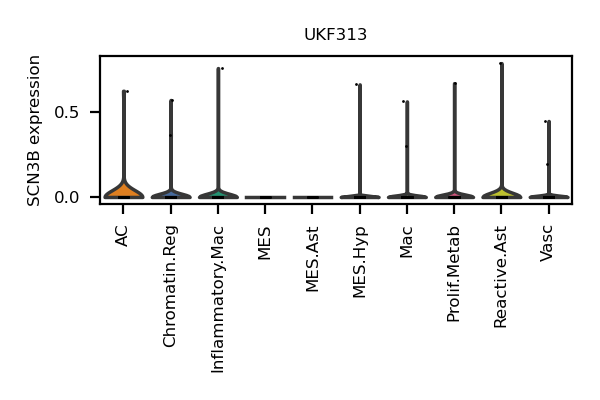 UKF313
SCN3B expression
0.5
0.0
AC
Chromatin.Reg
Inflammatory.Mac
MES
MES.Ast
MES.Hyp
Mac
Prolif.Metab
Reactive.Ast
Vasc